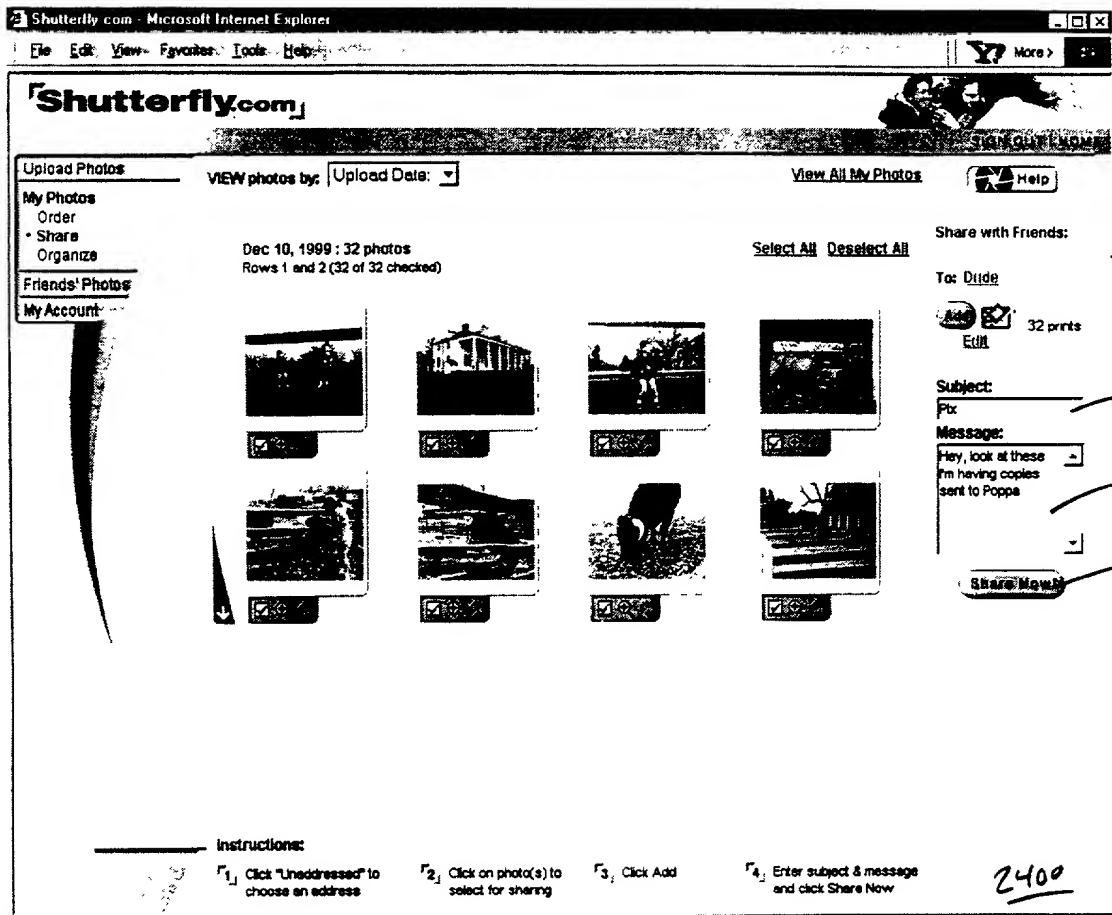 Shutterfly com - Microsoft Internet Explorer
File Edit View Favorites Tools Help
Y! More >
Shutterfly.com
SIGN OUT | HOME
Upload Photos
My Photos
Order
• Share
Organize
Friends' Photos
My Account
VIEW photos by: Upload Date:
View All My Photos
Help
Dec 10, 1999 : 32 photos
Rows 1 and 2 (32 of 32 checked)
Select All Deselect All
Share with Friends:
To: Dude
Add
32 prints
Edit
Subject:
Pix
Message:
Hey, look at these
I'm having copies
sent to Poppa
Share Now
Instructions:
1 Click "Unaddressed" to
choose an address
2 Click on photo(s) to
select for sharing
3 Click Add
4 Enter subject & message
and click Share Now
2400